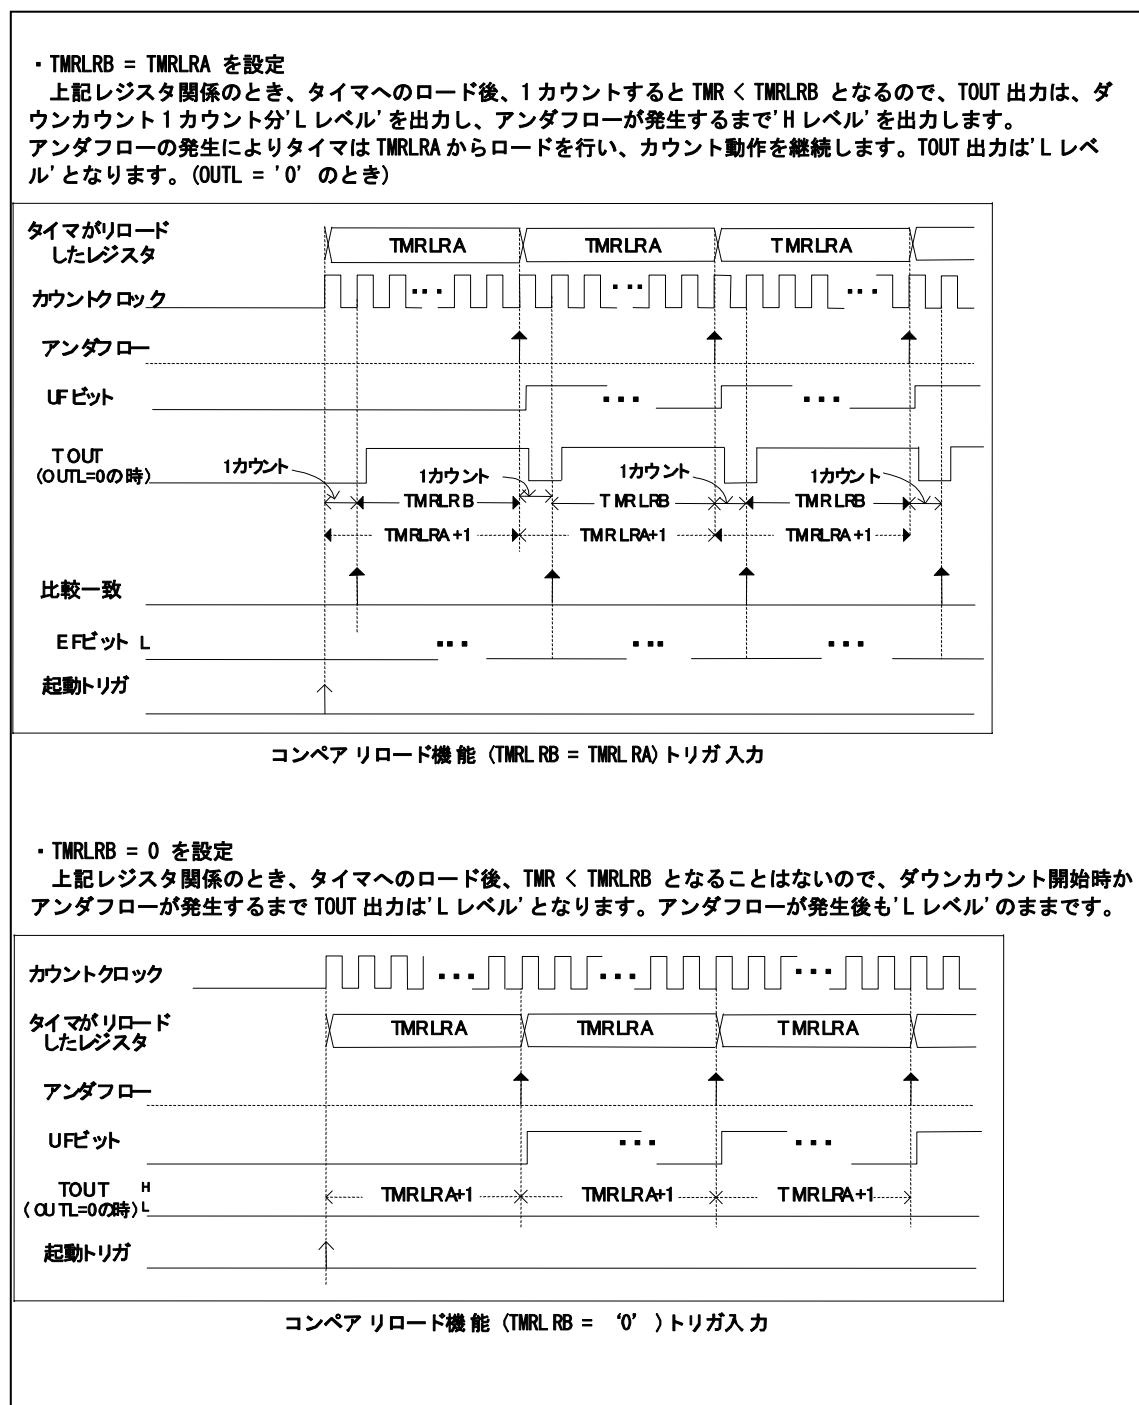 ・TMRLRB = TMRLRA を設定
上記レジスタ関係のとき、タイマへのロード後、1カウントすると TMR < TMRLRB となるので、TOUT 出力は、ダ
ウンカウント1カウント分'L レベル'を出力し、アンダフローが発生するまで'H レベル'を出力します。
アンダフローの発生によりタイマは TMRLRA からロードを行い、カウント動作を継続します。TOUT 出力は'L レベ
ル'となります。(OUTL = '0' のとき)
タイマがリロード
したレジスタ
TMRLRA TMRLRA TMRLRA
カウントクロック
アンダフロー
UFビット
TOUT
(OUTL=0の時)
1カウント 1カウント 1カウント 1カウント
TMRLRB TMRLRB TMRLRB
TMRLRA+1 TMRLRA+1 TMRLRA+1
比較一致
EFビット L
起動トリガ
コンペア リロード機能 (TMRLRB = TMRLRA)トリガ入力
・TMRLRB = 0 を設定
上記レジスタ関係のとき、タイマへのロード後、TMR < TMRLRB となることはないので、ダウンカウント開始時か
アンダフローが発生するまで TOUT 出力は'L レベル'となります。アンダフローが発生後も'L レベル'のままです。
カウントクロック
タイマがリロード
したレジスタ
TMRLRA TMRLRA TMRLRA
アンダフロー
UFビット
TOUT H
(OUTL=0の時) L
TMRLRA+1 TMRLRA+1 TMRLRA+1
起動トリガ
コンペア リロード機能 (TMRLRB = '0' )トリガ入力